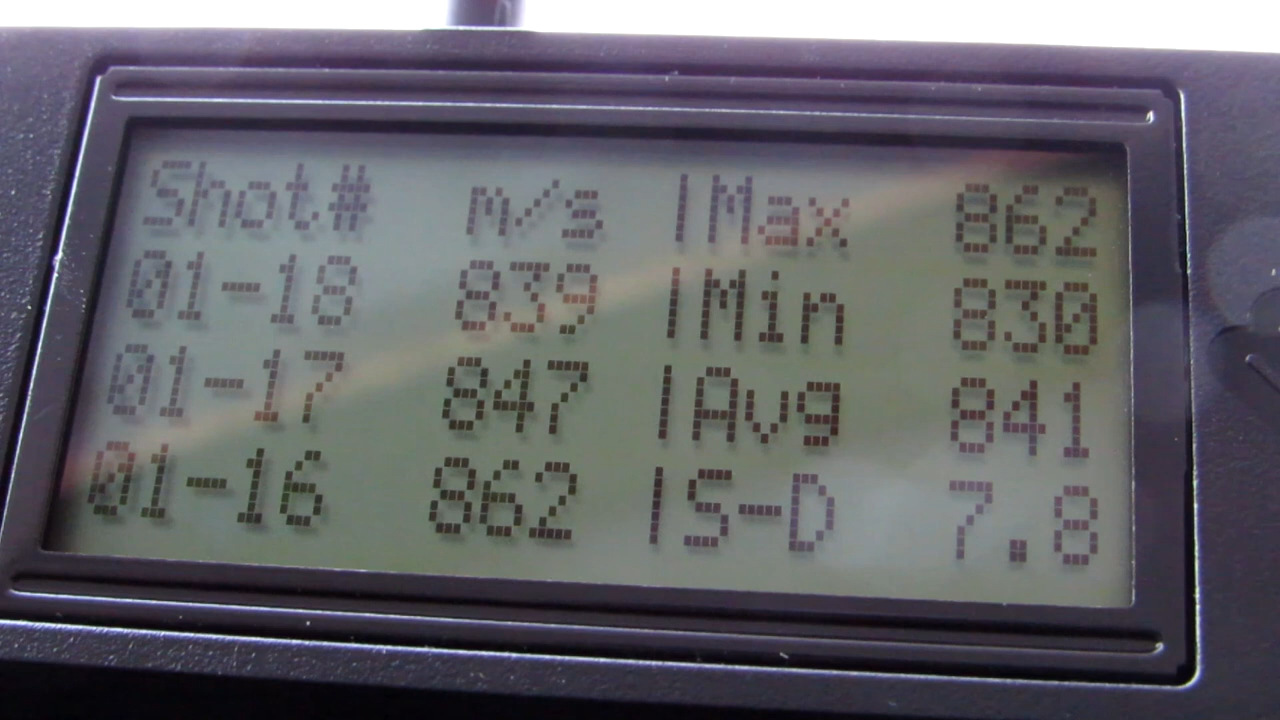 Shot# m/s |Max 862
01-18 839 |Min 830
01-17 847 |Avg 841
01-16 862 |S-D 7.8